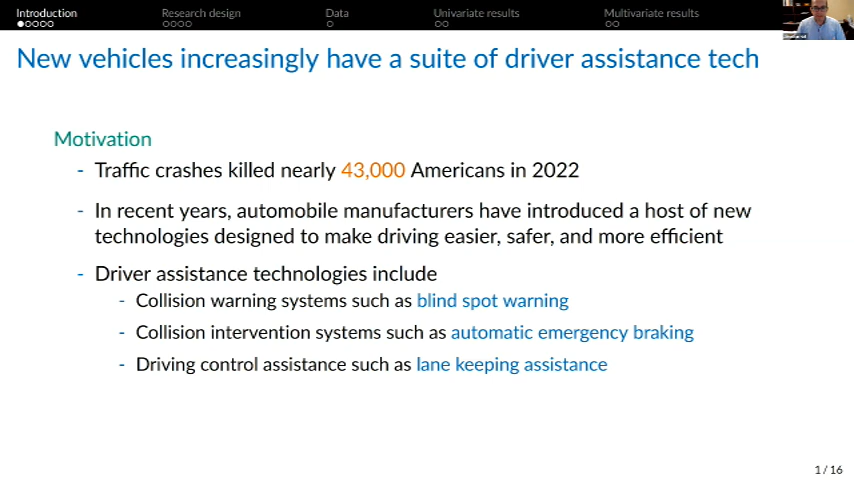 Introduction
Research design
Data
Univariate results
Multivariate results
New vehicles increasingly have a suite of driver assistance tech
Motivation
- Traffic crashes killed nearly 43,000 Americans in 2022
- In recent years, automobile manufacturers have introduced a host of new
technologies designed to make driving easier, safer, and more efficient
- Driver assistance technologies include
- Collision warning systems such as blind spot warning
- Collision intervention systems such as automatic emergency braking
- Driving control assistance such as lane keeping assistance
1 / 16